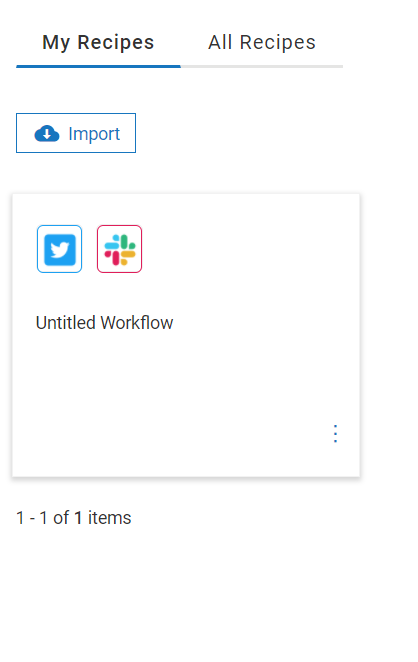 My Recipes
All Recipes
Import
Untitled Workflow
1 - 1 of 1 items